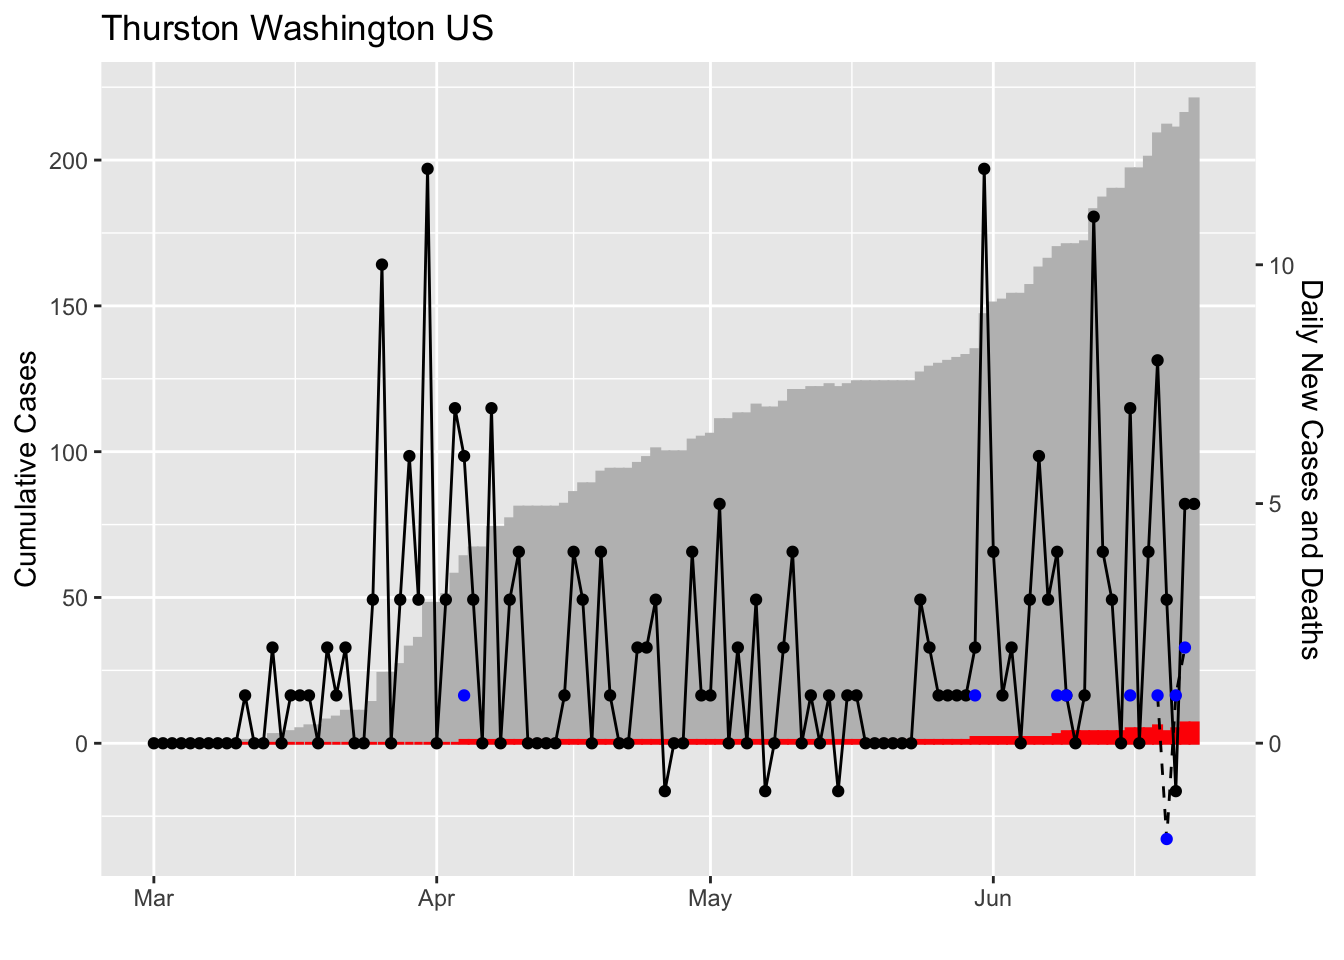 Thurston Washington US
Cumulative Cases
200
150
100
50
0
10
5
0
Daily New Cases and Deaths
Mar
Apr
May
Jun